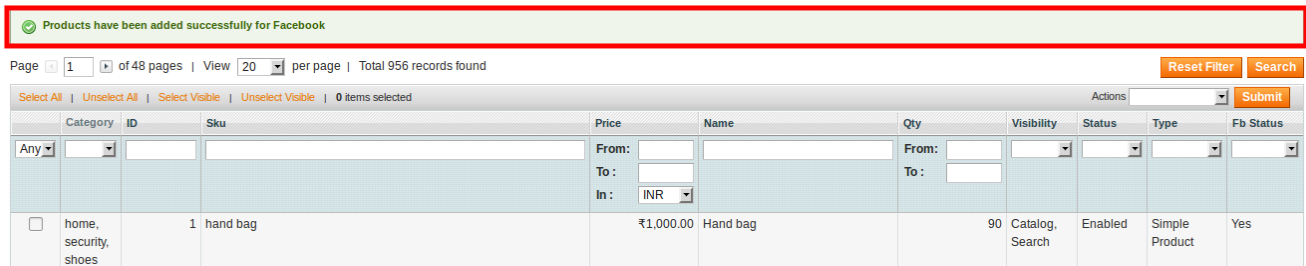 Products have been added successfully for Facebook
Page 1 of 48 pages | View 20 per page | Total 956 records found
Reset Filter Search
Select All | Unselect All | Select Visible | Unselect Visible | 0 items selected
Actions Submit
Category ID Sku Price Name Qty Visibility Status Type Fb Status
Any From: From:
To : To :
In : INR
home, 1 hand bag ₹1,000.00 Hand bag 90 Catalog, Enabled Simple Yes
security, Search Product
shoes